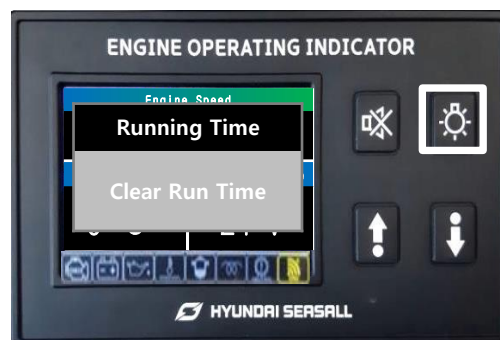 ENGINE OPERATING INDICATOR
Engine Speed
Running Time
Clear Run Time
HYUNDAI SEASALL